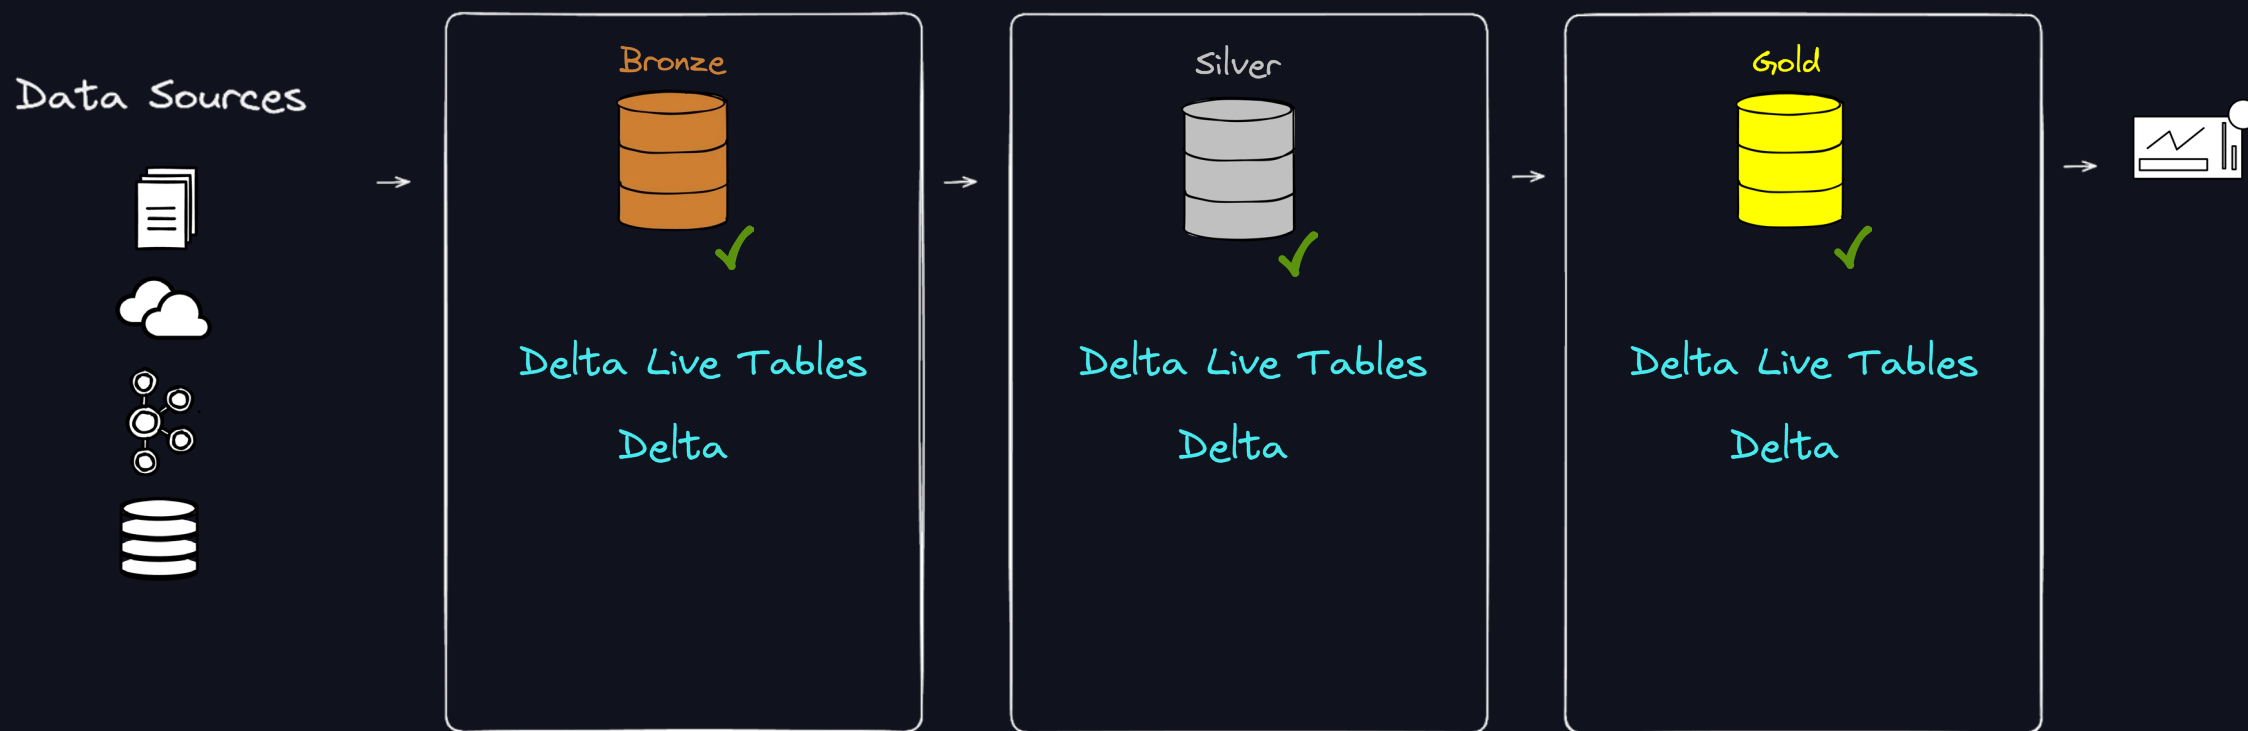 Data Sources
Bronze
Delta Live Tables
Delta
Silver
Delta Live Tables
Delta
Gold
Delta Live Tables
Delta